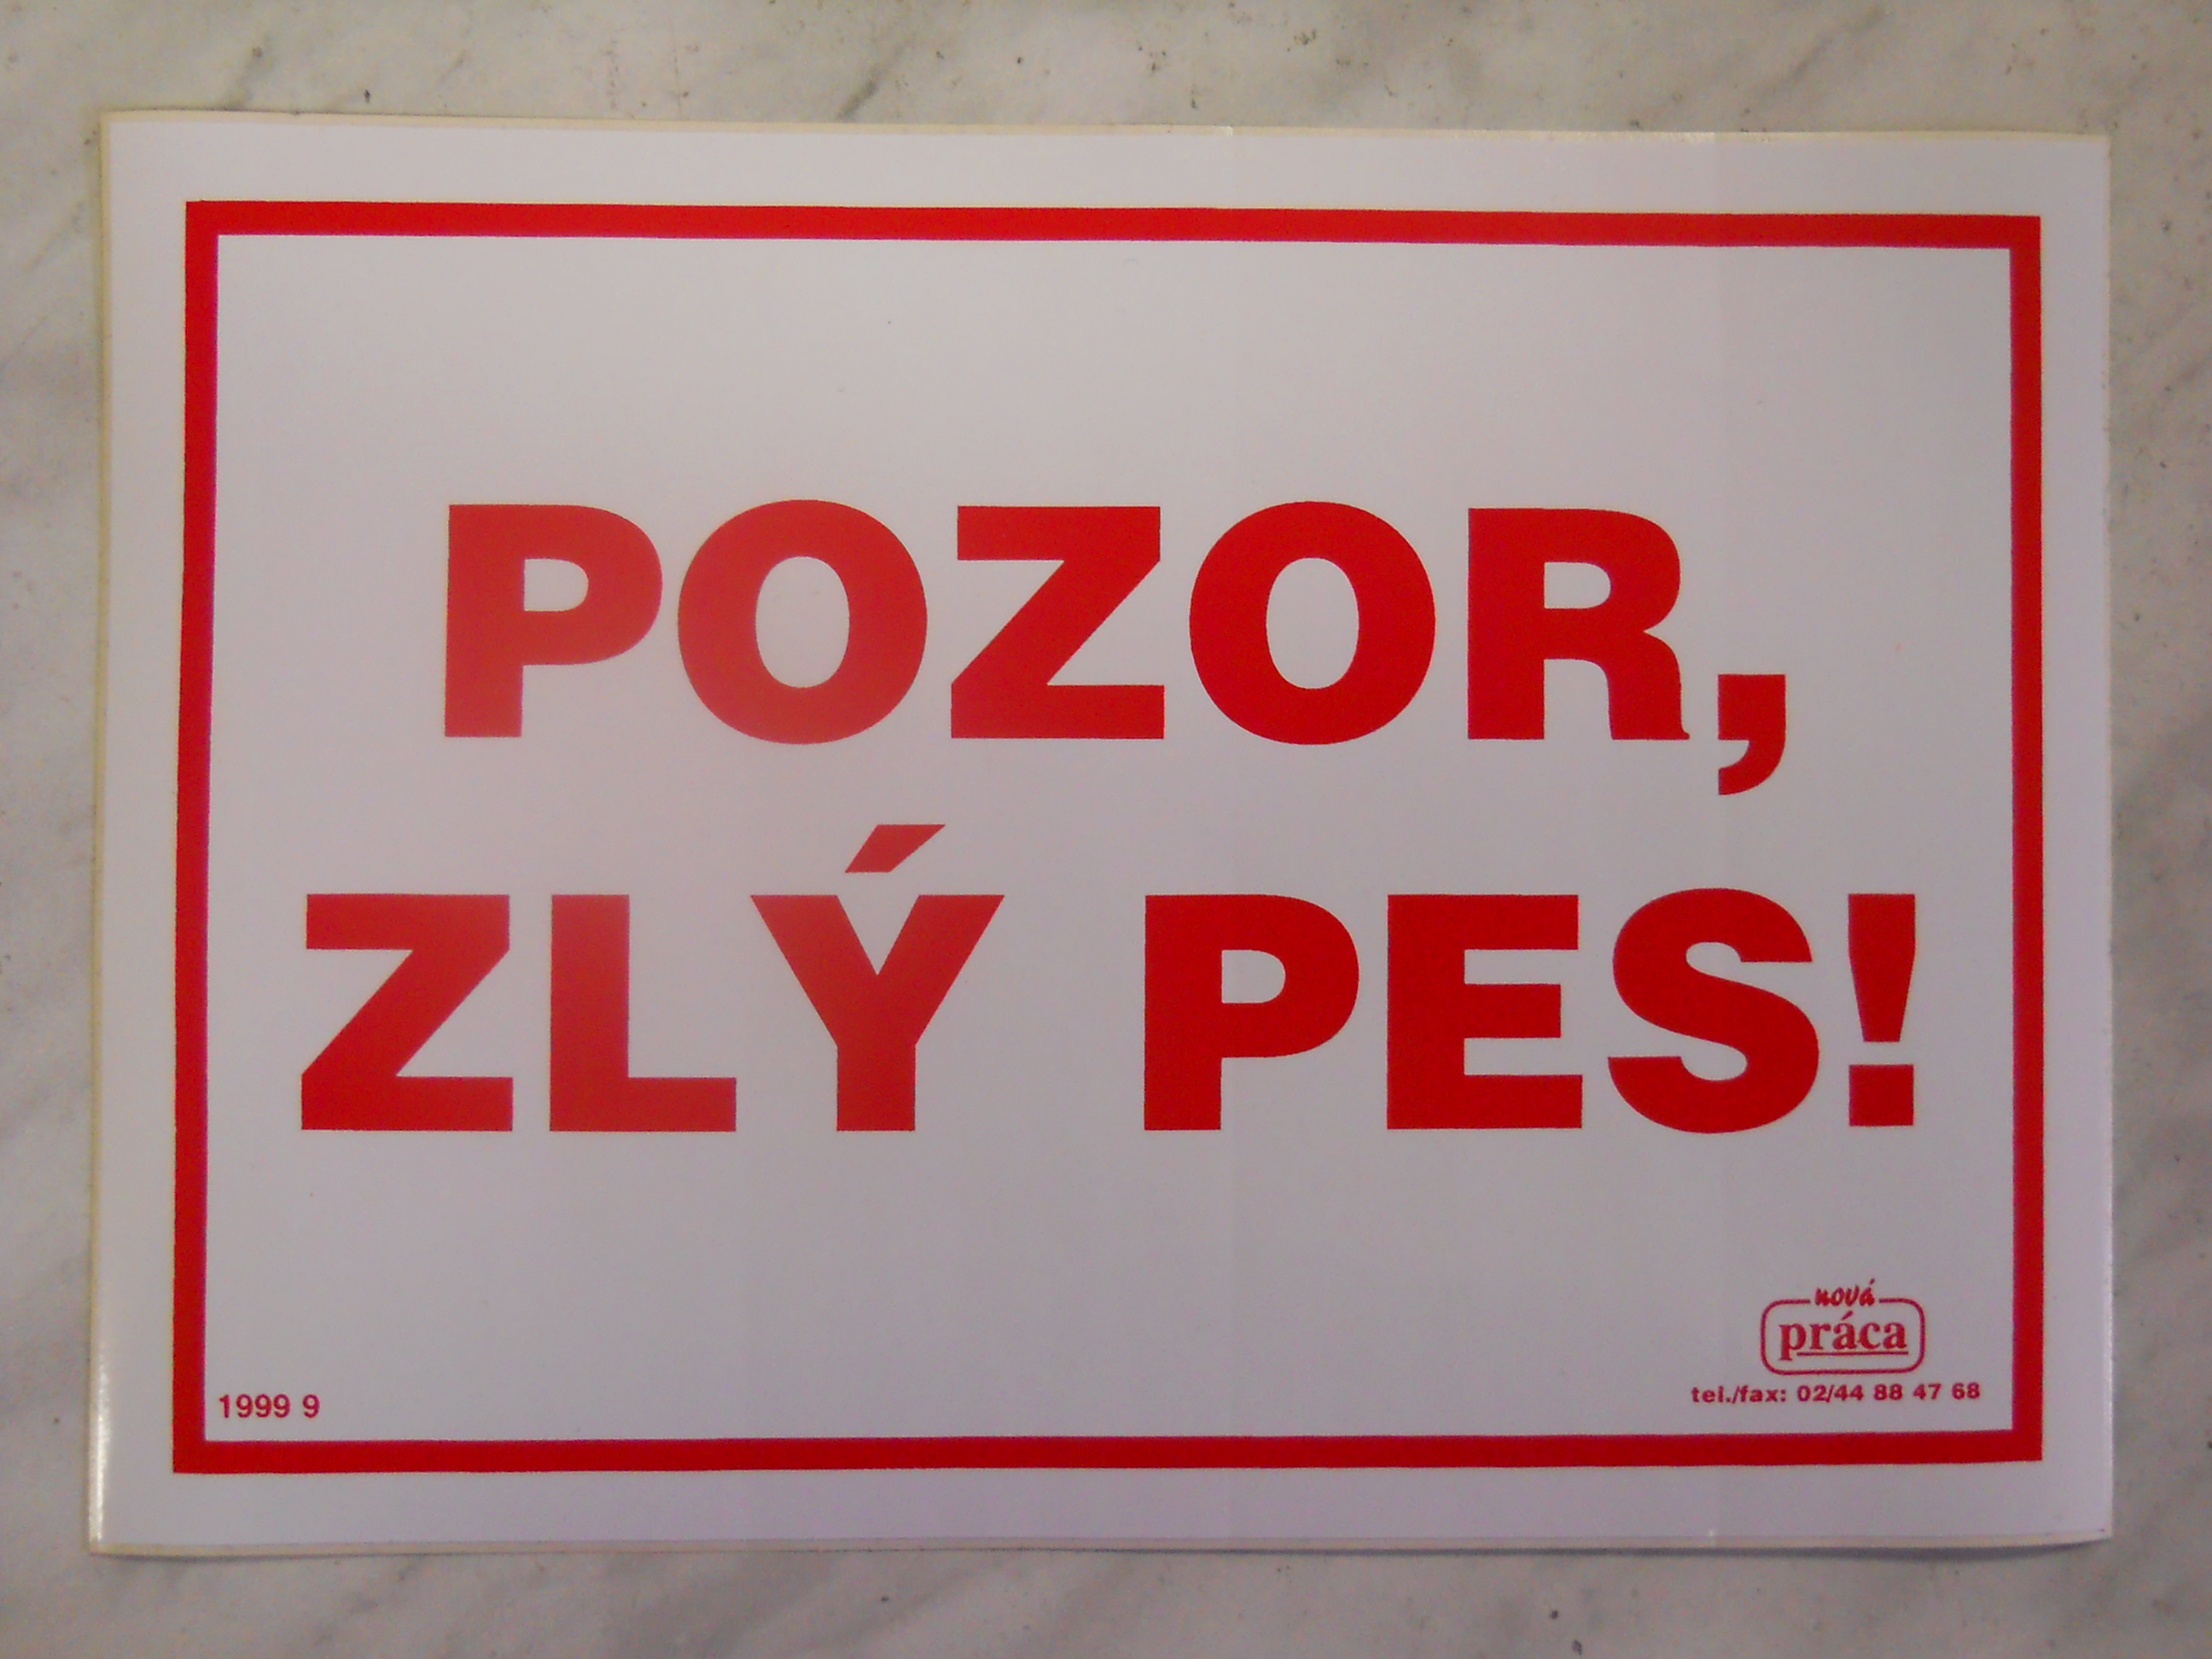 POZOR,
ZLÝ PES!
nová
práca
tel./fax: 02/44 88 47 68
1999 9